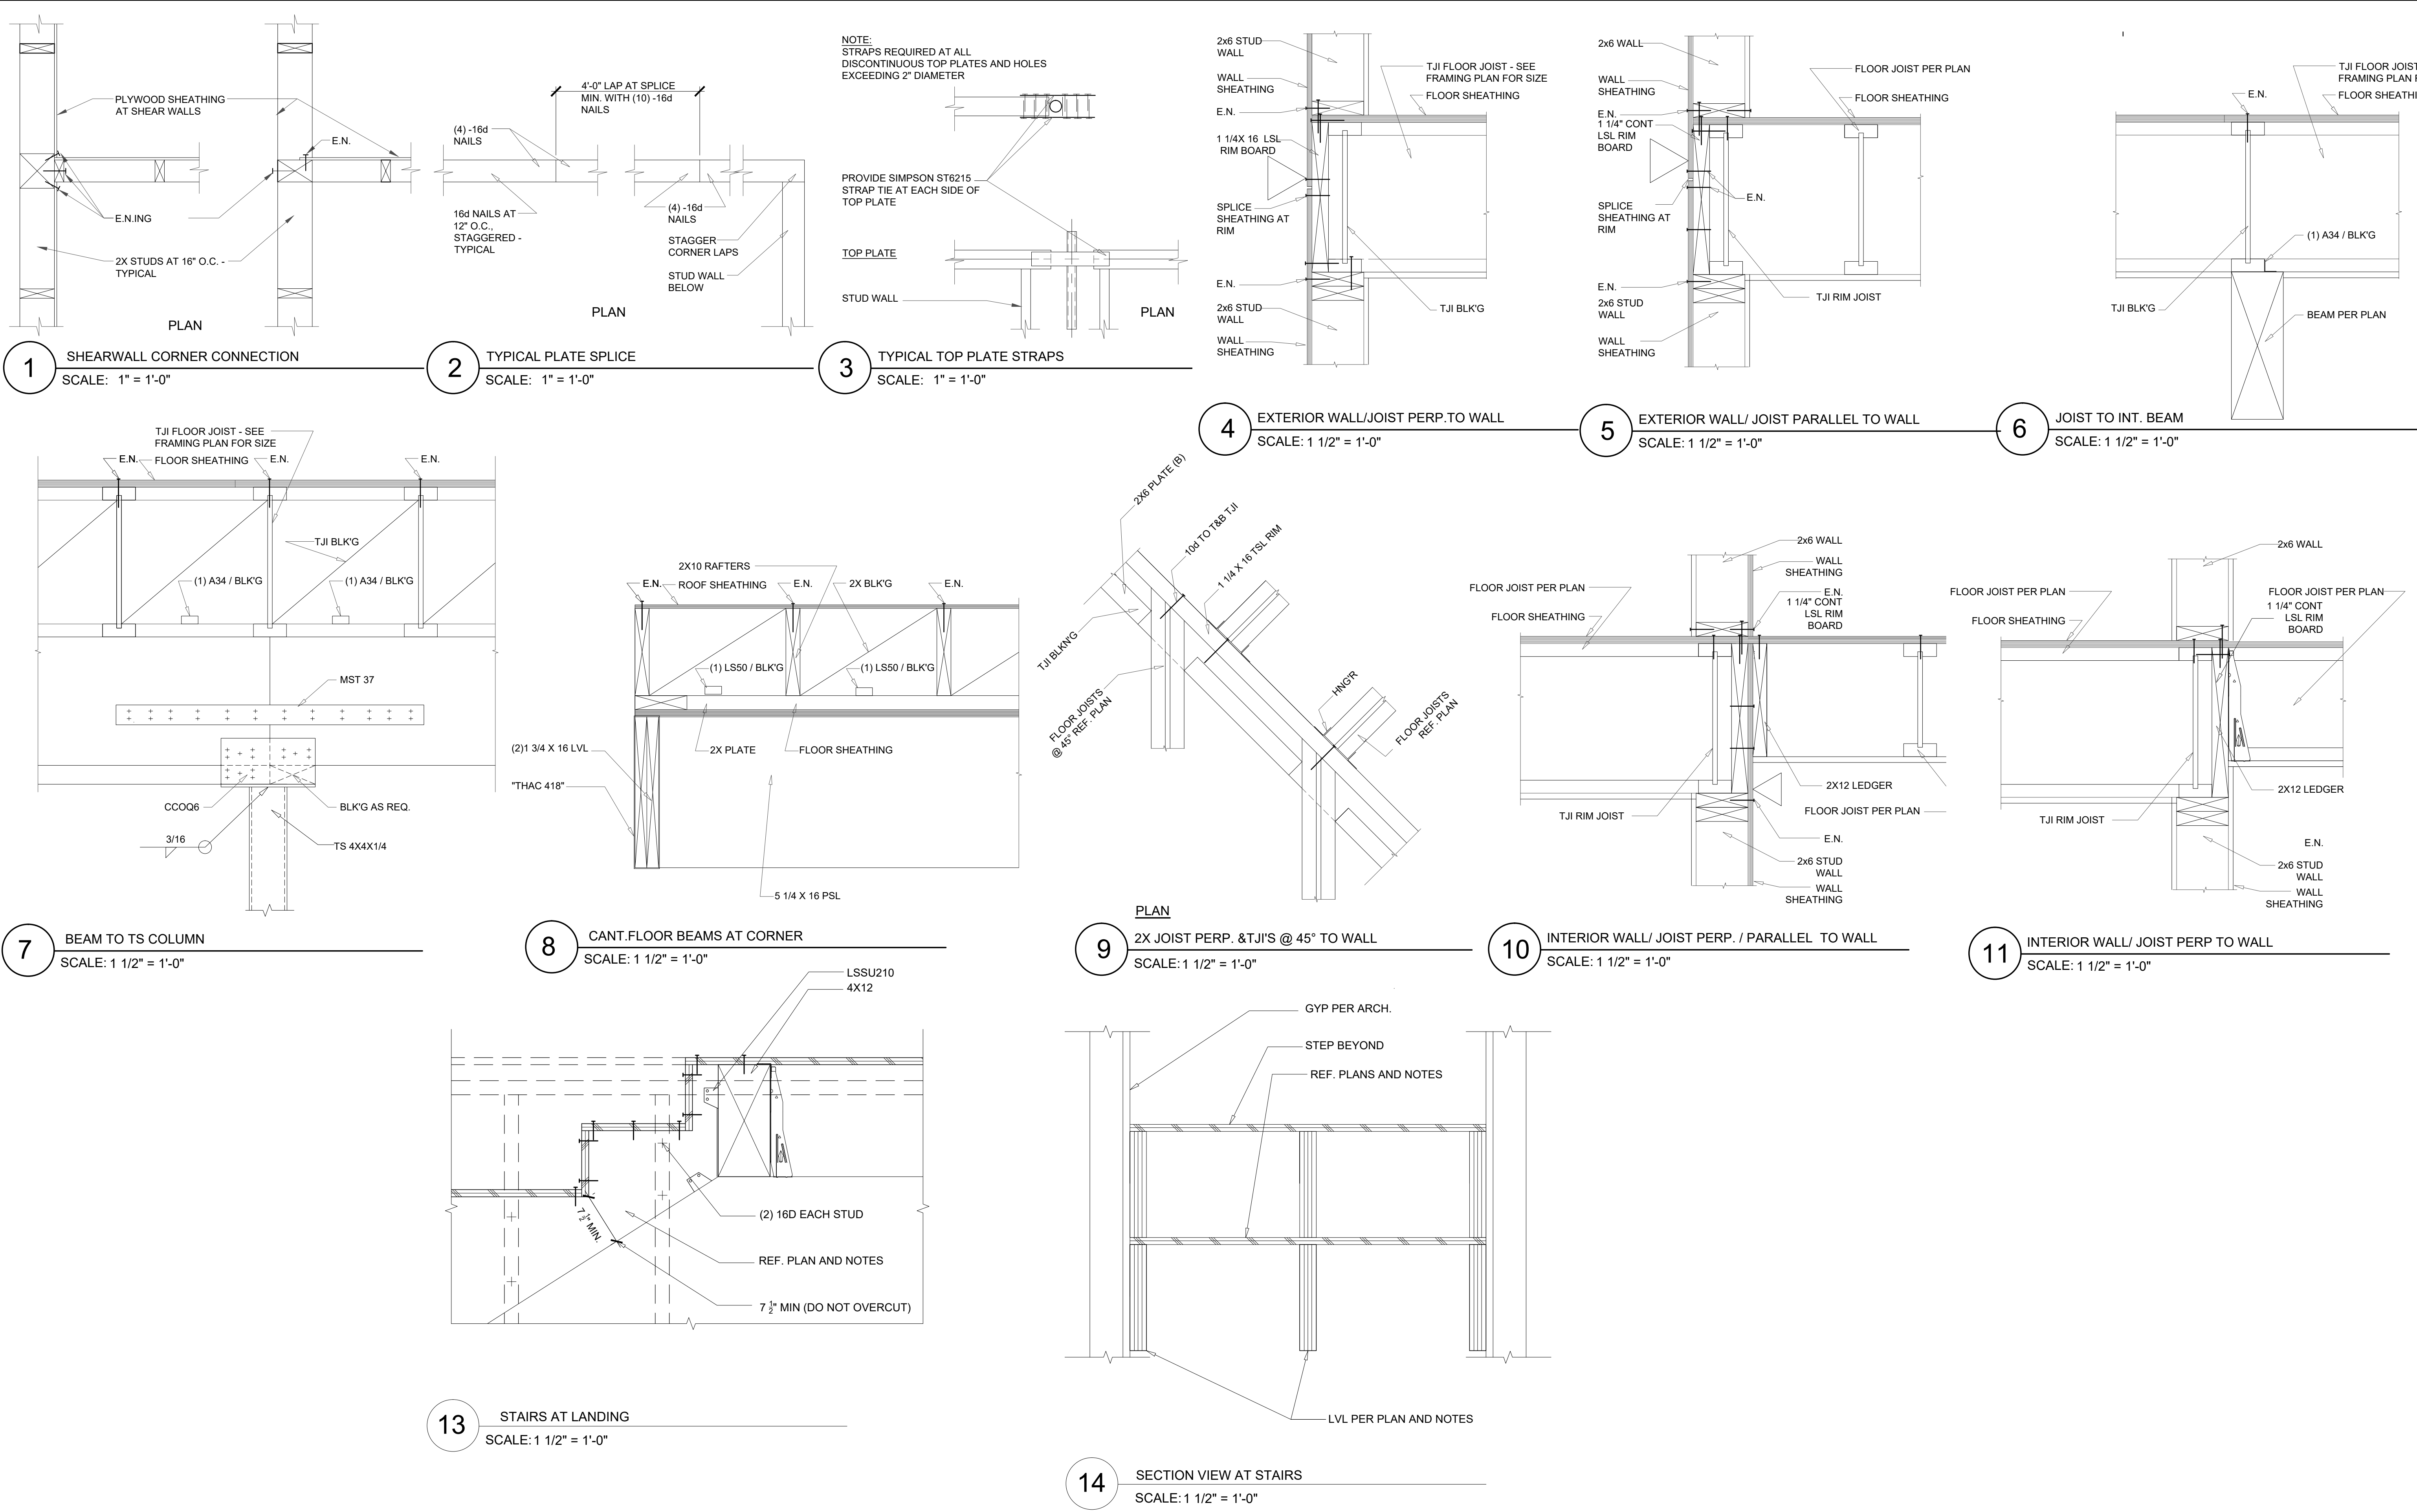 PLYWOOD SHEATHING
AT SHEAR WALLS
E.N.
E.N.ING
2X STUDS AT 16" O.C. -
TYPICAL
PLAN
1
SHEARWALL CORNER CONNECTION
SCALE: 1" = 1'-0"
4'-0" LAP AT SPLICE
MIN. WITH (10) -16d
NAILS
(4) -16d
NAILS
16d NAILS AT
12" O.C.,
STAGGERED -
TYPICAL
(4) -16d
NAILS
STAGGER
CORNER LAPS
STUD WALL
BELOW
PLAN
2
TYPICAL PLATE SPLICE
SCALE: 1" = 1'-0"
NOTE:
STRAPS REQUIRED AT ALL
DISCONTINUOUS TOP PLATES AND HOLES
EXCEEDING 2" DIAMETER
PROVIDE SIMPSON ST6215
STRAP TIE AT EACH SIDE OF
TOP PLATE
TOP PLATE
STUD WALL
PLAN
3
TYPICAL TOP PLATE STRAPS
SCALE: 1" = 1'-0"
2x6 STUD
WALL
WALL
SHEATHING
E.N.
1 1/4X 16 LSL
RIM BOARD
SPLICE
SHEATHING AT
RIM
E.N.
2x6 STUD
WALL
WALL
SHEATHING
TJI FLOOR JOIST - SEE
FRAMING PLAN FOR SIZE
FLOOR SHEATHING
TJI BLK'G
4
EXTERIOR WALL/JOIST PERP.TO WALL
SCALE: 1 1/2" = 1'-0"
2x6 WALL
WALL
SHEATHING
E.N.
1 1/4" CONT
LSL RIM
BOARD
SPLICE
SHEATHING AT
RIM
E.N.
2x6 STUD
WALL
WALL
SHEATHING
FLOOR JOIST PER PLAN
FLOOR SHEATHING
E.N.
TJI RIM JOIST
5
EXTERIOR WALL/ JOIST PARALLEL TO WALL
SCALE: 1 1/2" = 1'-0"
TJI FLOOR JOIST
FRAMING PLAN
E.N.
FLOOR
(1) A34 / BLK'G
TJI BLK'G
BEAM PER PLAN
6
JOIST TO INT. BEAM
SCALE: 1 1/2" = 1'-0"
TJI FLOOR JOIST - SEE
FRAMING PLAN FOR SIZE
E.N.
FLOOR SHEATHING
E.N.
E.N.
TJI BLK'G
(1) A34 / BLK'G
(1) A34 / BLK'G
MST 37
CCOQ6
BLK'G AS REQ.
3/16
TS 4X4X1/4
7
BEAM TO TS COLUMN
SCALE: 1 1/2" = 1'-0"
2X10 RAFTERS
E.N.
ROOF SHEATHING
E.N.
2X BLK'G
E.N.
(1) LS50 / BLK'G
(1) LS50 / BLK'G
(2)1 3/4 X 16 LVL
2X PLATE
FLOOR SHEATHING
"THAC 418"
5 1/4 X 16 PSL
8
CANT.FLOOR BEAMS AT CORNER
SCALE: 1 1/2" = 1'-0"
2X6 PLATE (B)
10d TO T&B TJI
1 1/4 X 16 TSL RIM
TJI BLKN'G
FLOOR JOISTS
@ 45° REF. PLAN
HNG'R
FLOOR JOISTS
REF. PLAN
PLAN
9
2X JOIST PERP. &TJI'S @ 45° TO WALL
SCALE: 1 1/2" = 1'-0"
2x6 WALL
WALL
SHEATHING
FLOOR JOIST PER PLAN
E.N.
1 1/4" CONT
LSL RIM
BOARD
FLOOR SHEATHING
2X12 LEDGER
FLOOR JOIST PER PLAN
TJI RIM JOIST
E.N.
2x6 STUD
WALL
WALL
SHEATHING
10
INTERIOR WALL/ JOIST PERP. / PARALLEL TO WALL
SCALE: 1 1/2" = 1'-0"
2x6 WALL
FLOOR JOIST PER PLAN
FLOOR JOIST PER PLAN
1 1/4" CONT
LSL RIM
BOARD
FLOOR SHEATHING
2X12 LEDGER
TJI RIM JOIST
E.N.
2x6 STUD
WALL
WALL
SHEATHING
11
INTERIOR WALL/ JOIST PERP TO WALL
SCALE: 1 1/2" = 1'-0"
LSSU210
4X12
7 1/2" MIN.
(2) 16D EACH STUD
REF. PLAN AND NOTES
7 1/2" MIN (DO NOT OVERCUT)
13
STAIRS AT LANDING
SCALE: 1 1/2" = 1'-0"
GYP PER ARCH.
STEP BEYOND
REF. PLANS AND NOTES
LVL PER PLAN AND NOTES
14
SECTION VIEW AT STAIRS
SCALE: 1 1/2" = 1'-0"